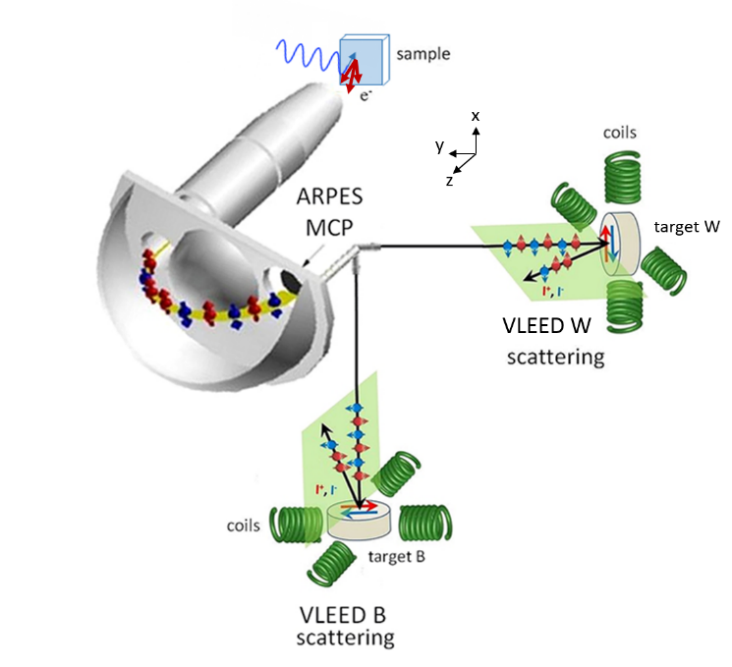 sample
e-
x
y
z
coils
ARPES
MCP
target W
I+, I-
VLEED W
scattering
I+, I-
coils
target B
VLEED B
scattering